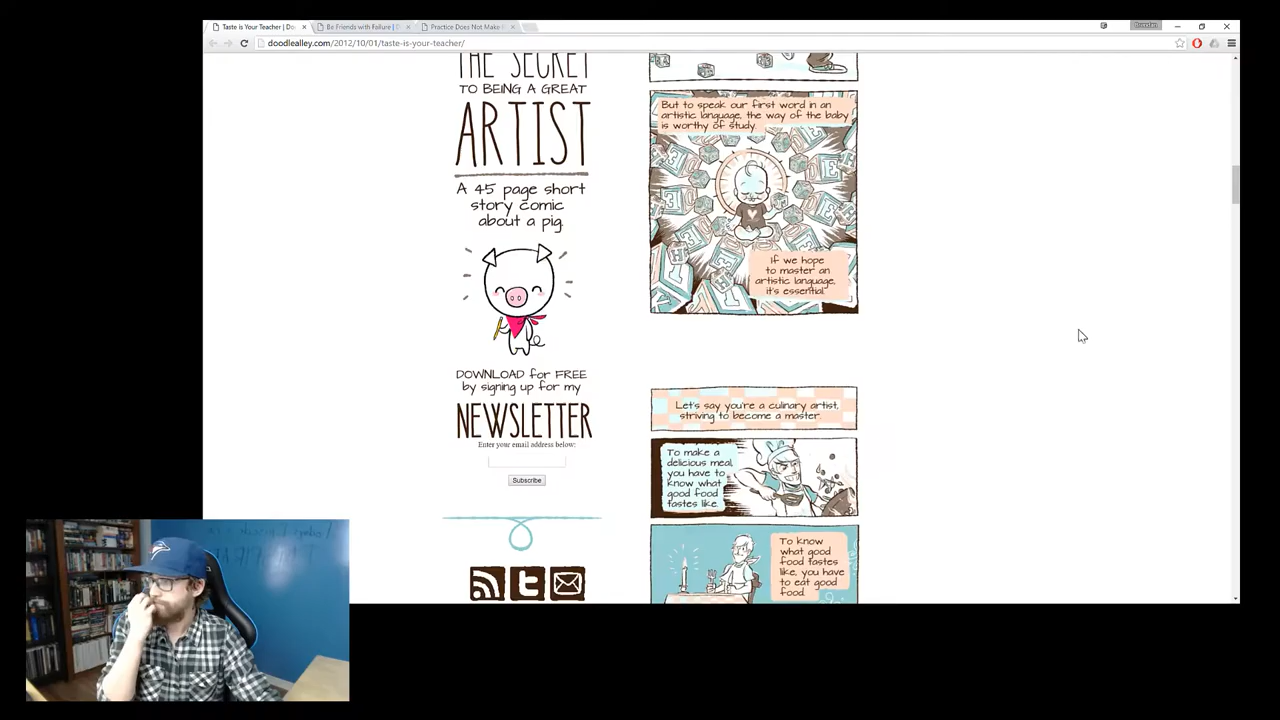 Taste is Your Teacher | Do
Be Friends with Failure |
Practice Does Not Make
doodlealley.com/2012/10/01/taste-is-your-teacher/
THE SECRET
TO BEING A GREAT
ARTIST
A 45 page short
story comic
about a pig.
DOWNLOAD for FREE
by signing up for my
NEWSLETTER
Enter your email address below:
Subscribe
But to speak our first word in an
artistic language, the way of the baby
is worthy of study.
If we hope
to master an
artistic language,
it's essential.
Let's say you're a culinary artist,
striving to become a master.
To make a
delicious meal,
you have to
know what
good food
tastes like.
To know
what good
food tastes
like, you have
to eat good
food.